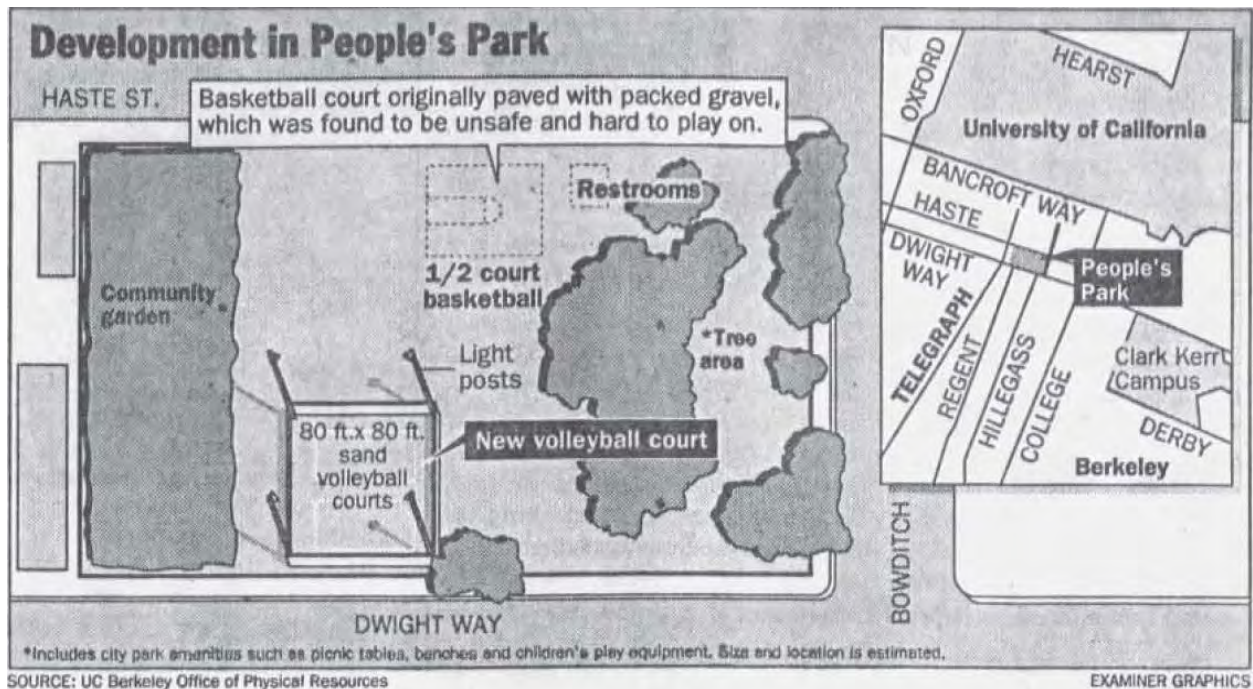 Development in People's Park
HASTE ST.
Basketball court originally paved with packed gravel,
which was found to be unsafe and hard to play on.
Restrooms
1/2 court
basketball
Community
garden
Light
posts
*Tree
area
80 ft.x 80 ft.
sand
volleyball
courts
New volleyball court
DWIGHT WAY
BOWDITCH
OXFORD
HEARST
University of California
BANCROFT WAY
HASTE
DWIGHT
WAY
People's
Park
TELEGRAPH
REGENT
HILLEGASS
COLLEGE
Clark Kerr
Campus
DERBY
Berkeley
*Includes city park amenities such as picnic tables, benches and children's play equipment. Size and location is estimated.
SOURCE: UC Berkeley Office of Physical Resources
EXAMINER GRAPHICS